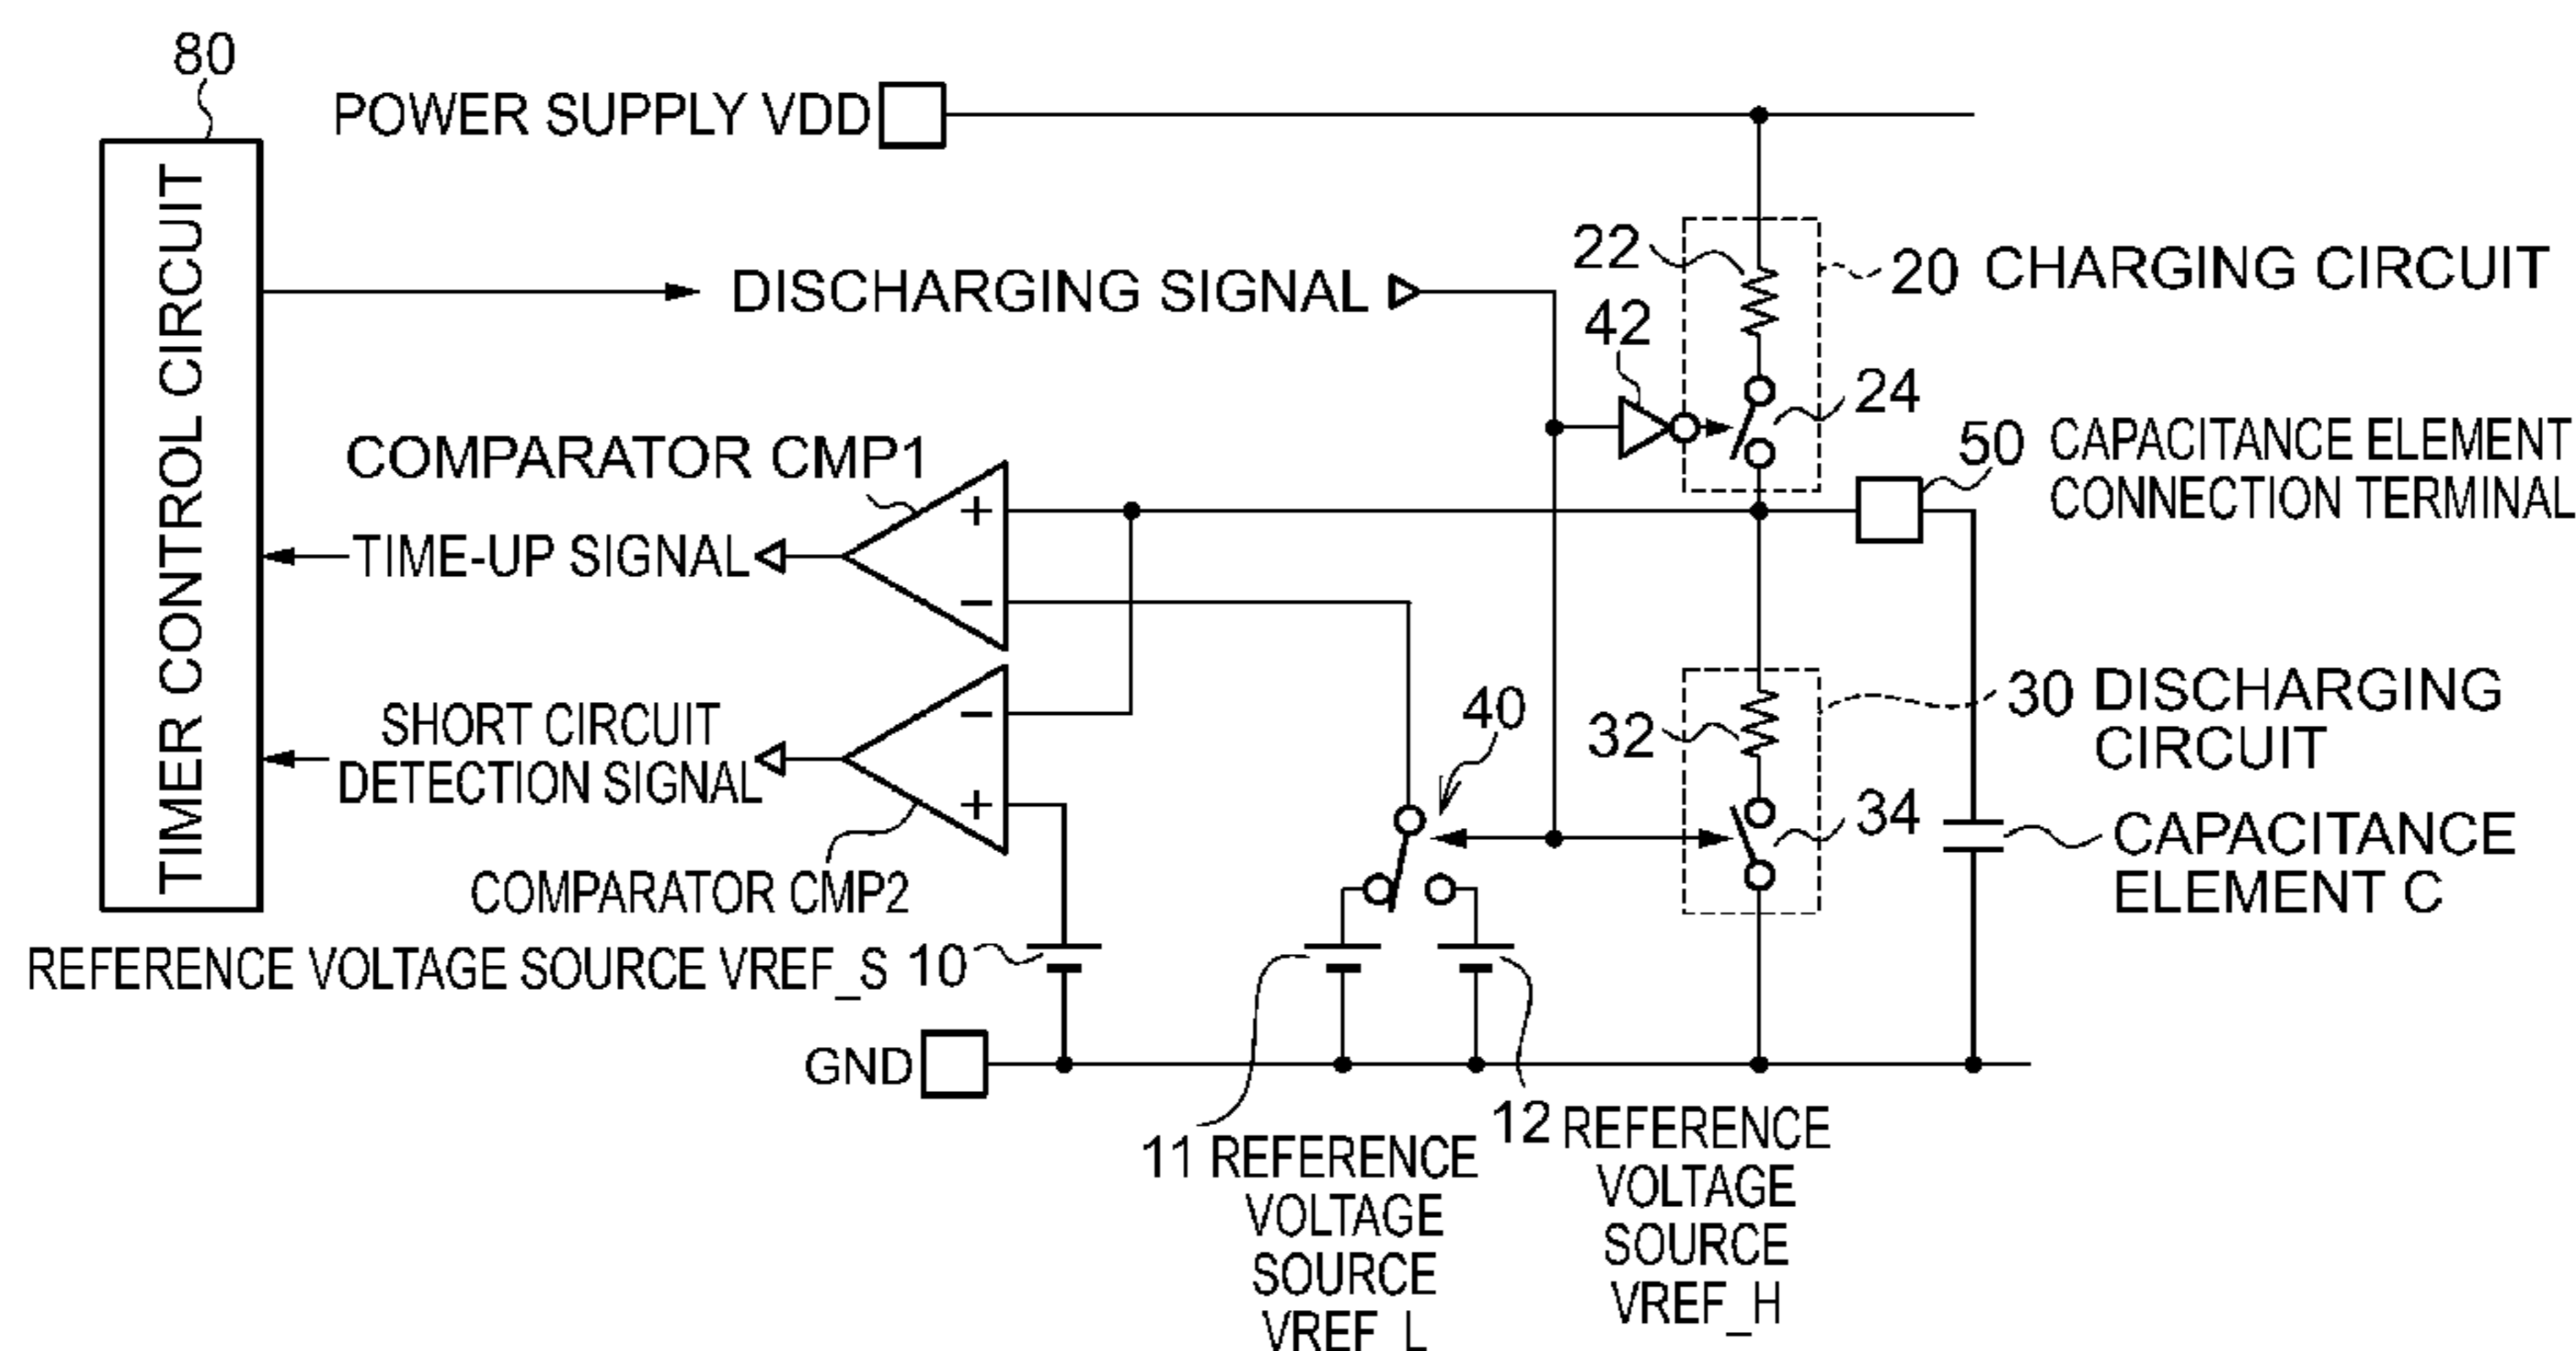 80
POWER SUPPLY VDD
TIMER CONTROL CIRCUIT
DISCHARGING SIGNAL
22
20 CHARGING CIRCUIT
42
24
COMPARATOR CMP1
50 CAPACITANCE ELEMENT
CONNECTION TERMINAL
+
TIME-UP SIGNAL
−
SHORT CIRCUIT
DETECTION SIGNAL
−
+
40
32
30 DISCHARGING
CIRCUIT
34
CAPACITANCE
ELEMENT C
COMPARATOR CMP2
REFERENCE VOLTAGE SOURCE VREF_S 10
GND
11 REFERENCE
VOLTAGE
SOURCE
VREF_L
12 REFERENCE
VOLTAGE
SOURCE
VREF_H